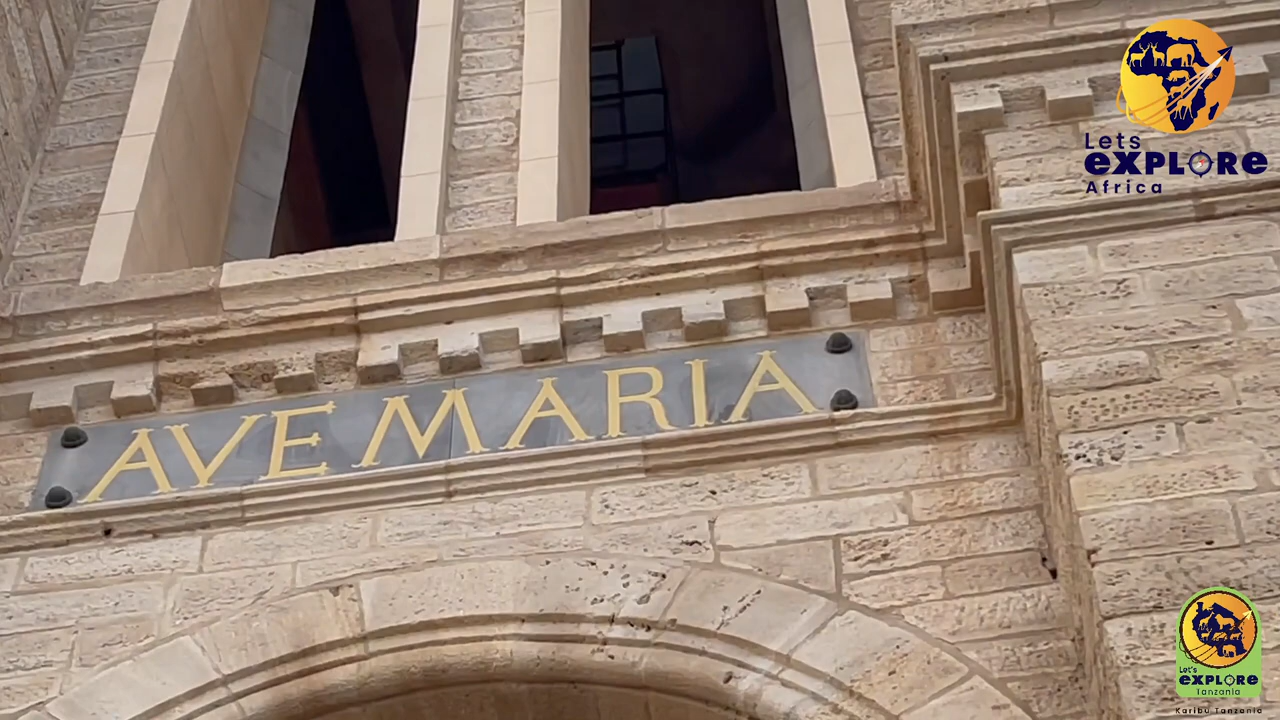 Lets
eXPLORe
Africa
AVE MARIA
Let's
eXPLORe
Tanzania
Karibu Tanzania